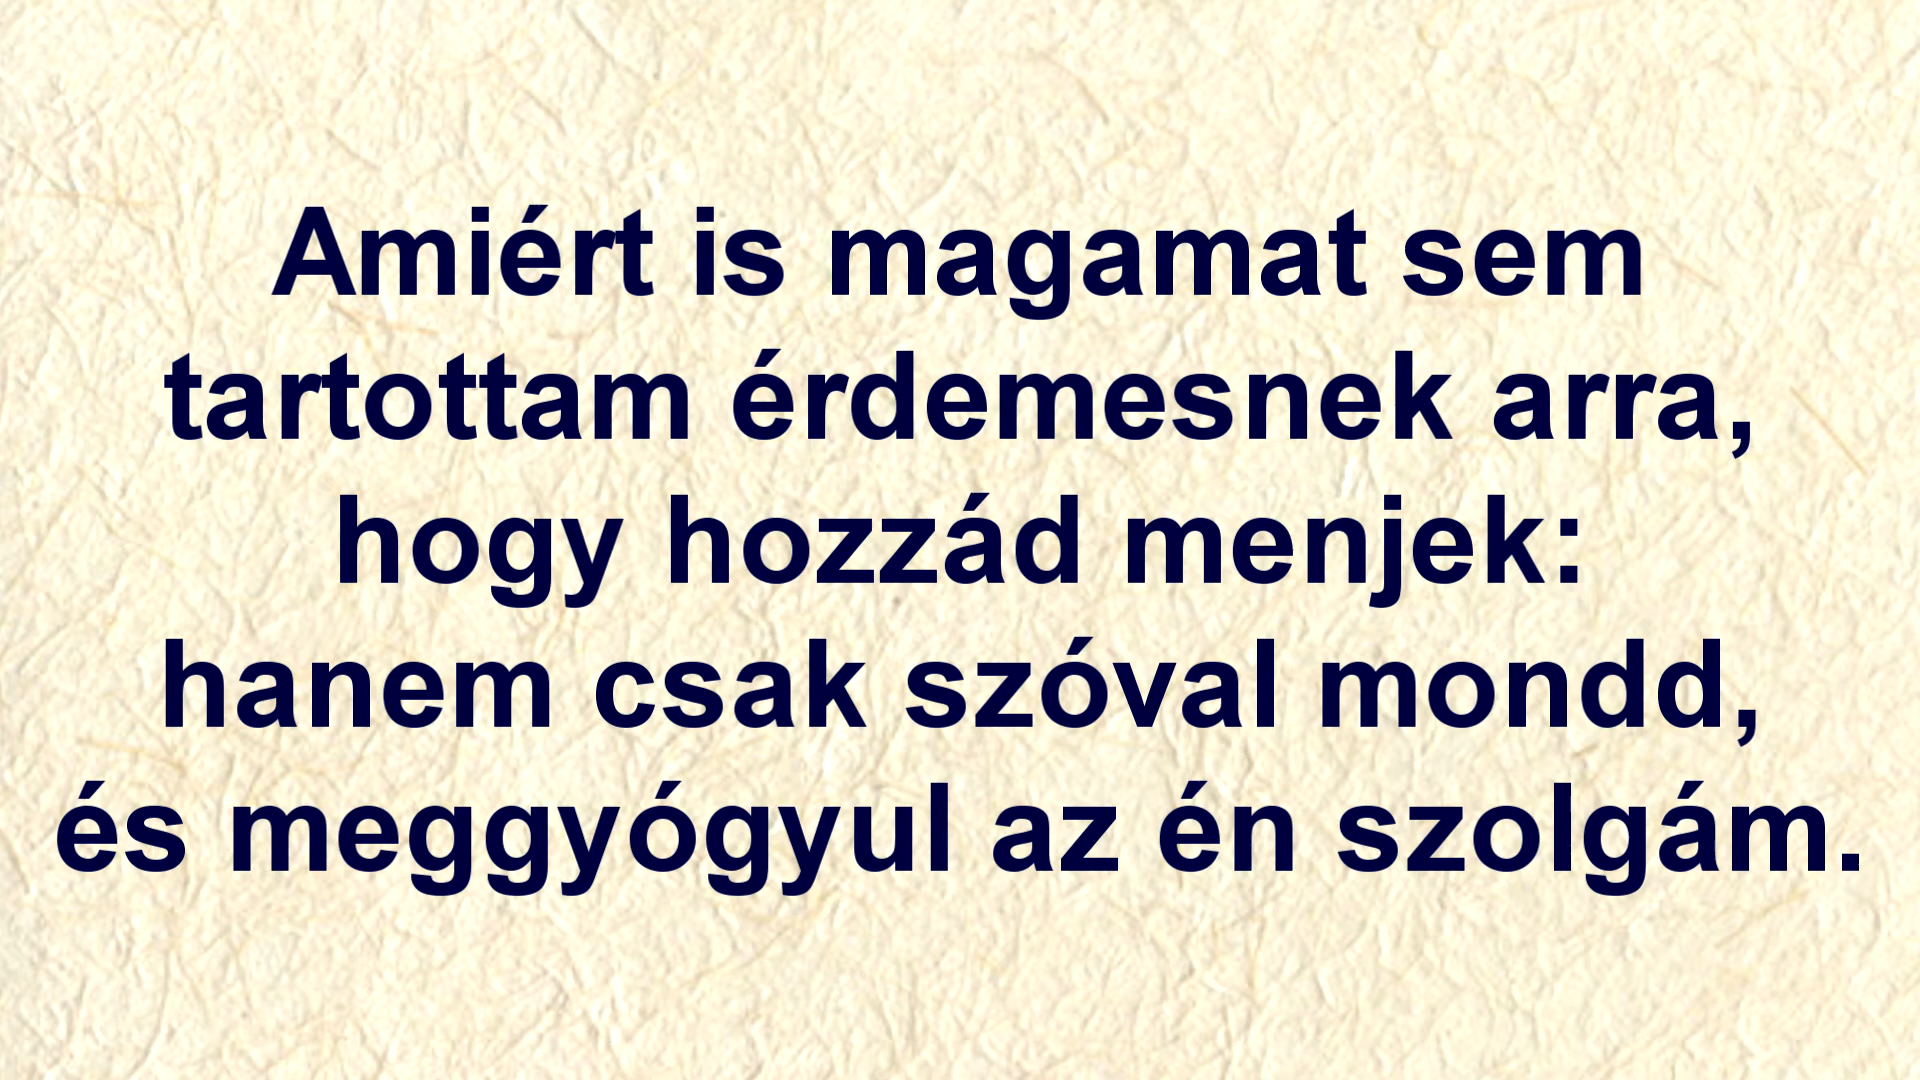 Amiért is magamat sem
tartottam érdemesnek arra,
hogy hozzád menjek:
hanem csak szóval mondd,
és meggyógyul az én szolgám.